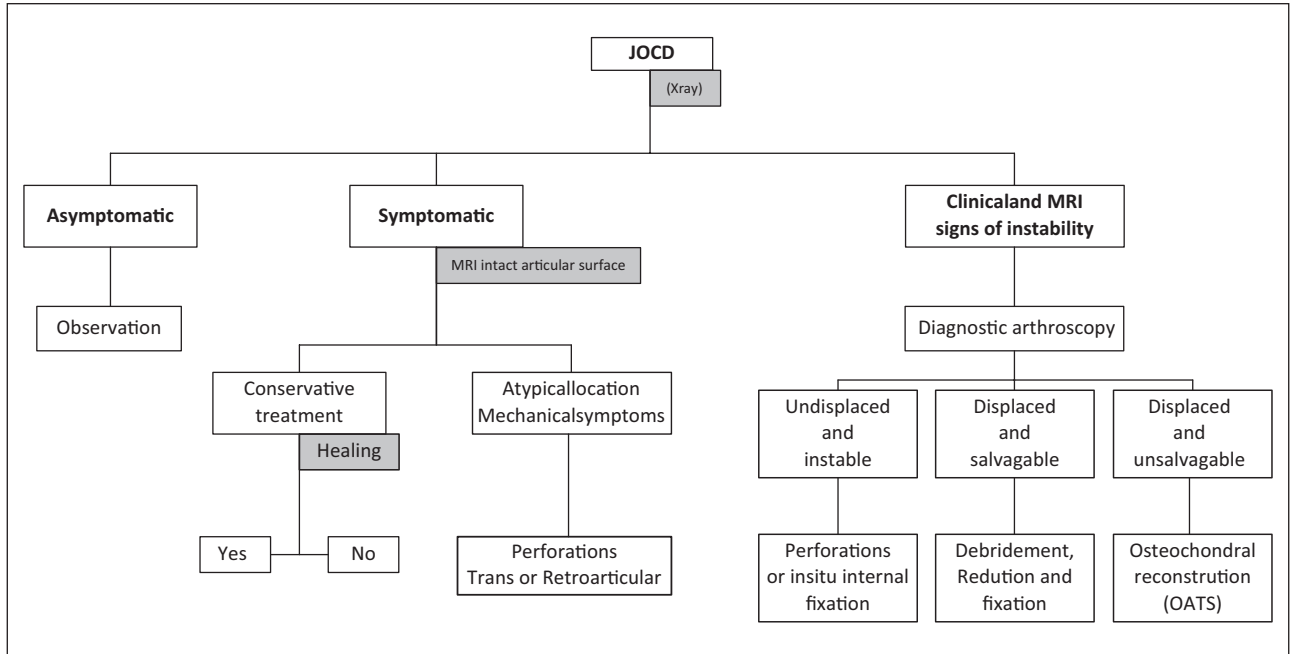 JOCD
(Xray)
Asymptomatic
Symptomatic
Clinicaland MRI
signs of instability
MRI intact articular surface
Observation
Diagnostic arthroscopy
Conservative
treatment
Atypicallocation
Mechanicalsymptoms
Undisplaced
and
instable
Displaced
and
salvagable
Displaced
and
unsalvagable
Healing
Yes
No
Perforations
Trans or Retroarticular
Perforations
or insitu internal
fixation
Debridement,
Redution and
fixation
Osteochondral
reconstrution
(OATS)